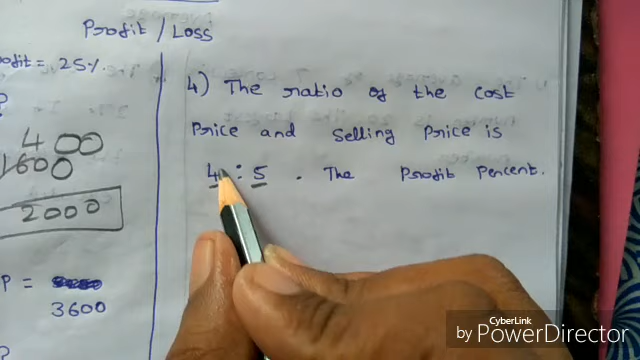 Profit / Loss
rofit = 25%
?
400
1600
2000
P =
3600
4) The ratio of the cost
Price and selling Price is
4 : 5 . The Profit Percent.
CyberLink
by PowerDirector